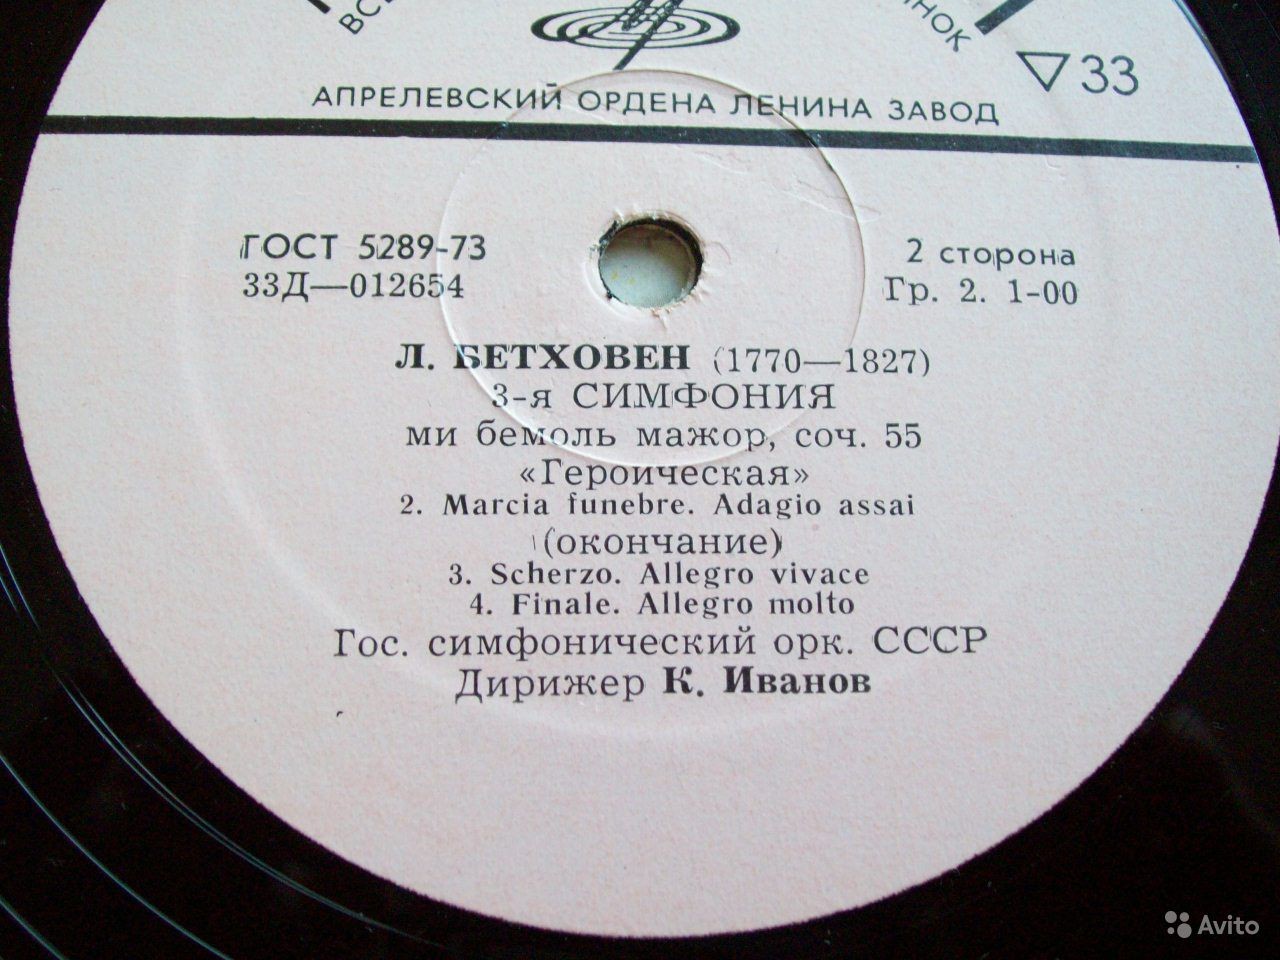 ▽33
АПРЕЛЕВСКИЙ ОРДЕНА ЛЕНИНА ЗАВОД
ГОСТ 5289-73
33Д—012654
2 сторона
Гр. 2. 1-00
Л. БЕТХОВЕН (1770—1827)
3-я СИМФОНИЯ
ми бемоль мажор, соч. 55
«Героическая»
2. Marcia funebre. Adagio assai
(окончание)
3. Scherzo. Allegro vivace
4. Finale. Allegro molto
Гос. симфонический орк. СССР
Дирижер К. Иванов
Avito